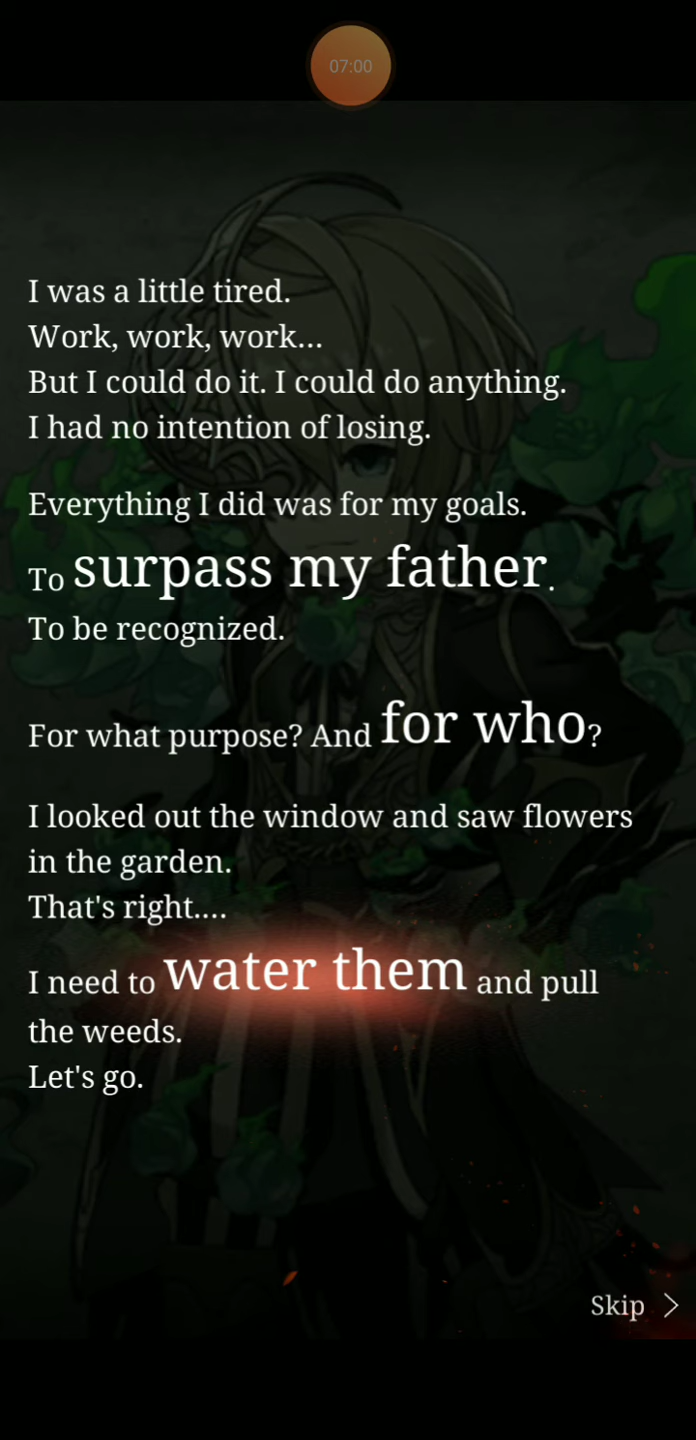 07:00
I was a little tired.
Work, work, work...
But I could do it. I could do anything.
I had no intention of losing.
Everything I did was for my goals.
To surpass my father.
To be recognized.
For what purpose? And for who?
I looked out the window and saw flowers
in the garden.
That's right....
I need to water them and pull
the weeds.
Let's go.
Skip